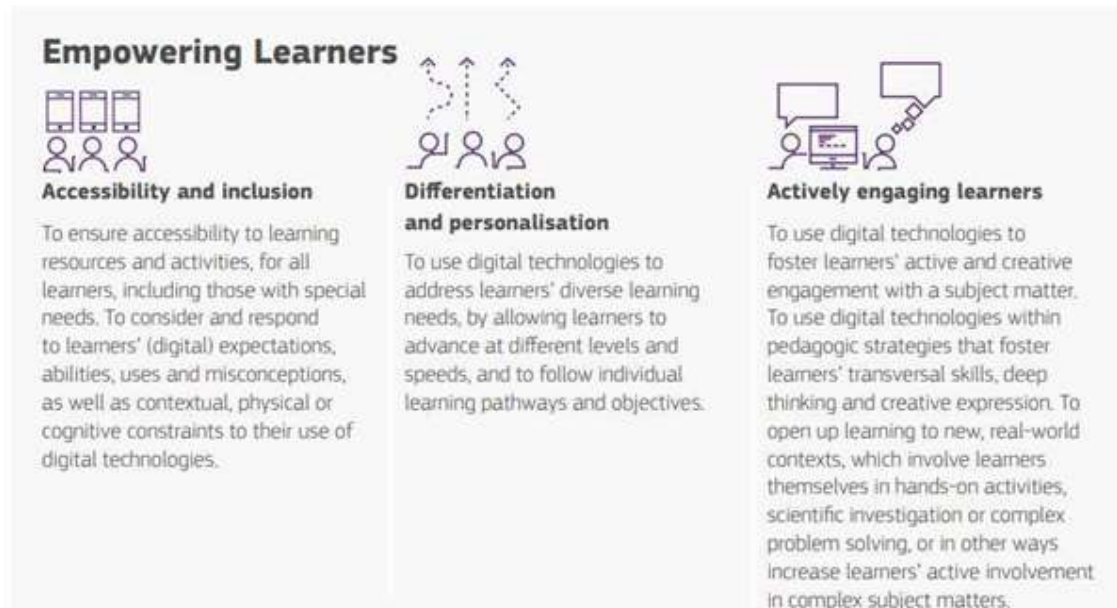 Empowering Learners
Accessibility and inclusion
To ensure accessibility to learning
resources and activities, for all
learners, including those with special
needs. To consider and respond
to learners' (digital) expectations,
abilities, uses and misconceptions,
as well as contextual, physical or
cognitive constraints to their use of
digital technologies.
Differentiation
and personalisation
To use digital technologies to
address learners' diverse learning
needs, by allowing learners to
advance at different levels and
speeds, and to follow individual
learning pathways and objectives.
Actively engaging learners
To use digital technologies to
foster learners' active and creative
engagement with a subject matter.
To use digital technologies within
pedagogic strategies that foster
learners' transversal skills, deep
thinking and creative expression. To
open up learning to new, real-world
contexts, which involve learners
themselves in hands-on activities,
scientific investigation or complex
problem solving, or in other ways
increase learners' active involvement
in complex subject matters.